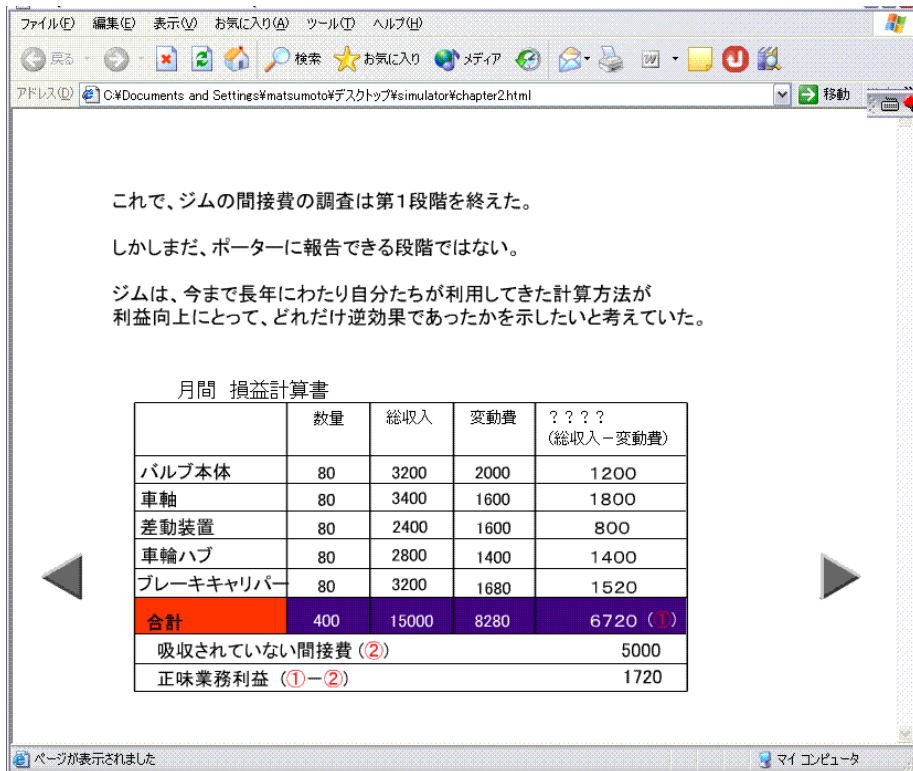 ファイル(F) 編集(E) 表示(V) お気に入り(A) ツール(T) ヘルプ(H)
戻る 検索 お気に入り メディア
アドレス(D) C:¥Documents and Settings¥matsumoto¥デスクトップ¥simulator¥chapter2.html 移動
これで、ジムの間接費の調査は第1段階を終えた。
しかしまだ、ポーターに報告できる段階ではない。
ジムは、今まで長年にわたり自分たちが利用してきた計算方法が
利益向上にとって、どれだけ逆効果であったかを示したいと考えていた。
月間 損益計算書
数量 総収入 変動費 ????
(総収入-変動費)
バルブ本体 80 3200 2000 1200
車軸 80 3400 1600 1800
差動装置 80 2400 1600 800
車輪ハブ 80 2800 1400 1400
ブレーキキャリパー 80 3200 1680 1520
合計 400 15000 8280 6720 (①)
吸収されていない間接費(②) 5000
正味業務利益 (①-②) 1720
ページが表示されました マイ コンピュータ